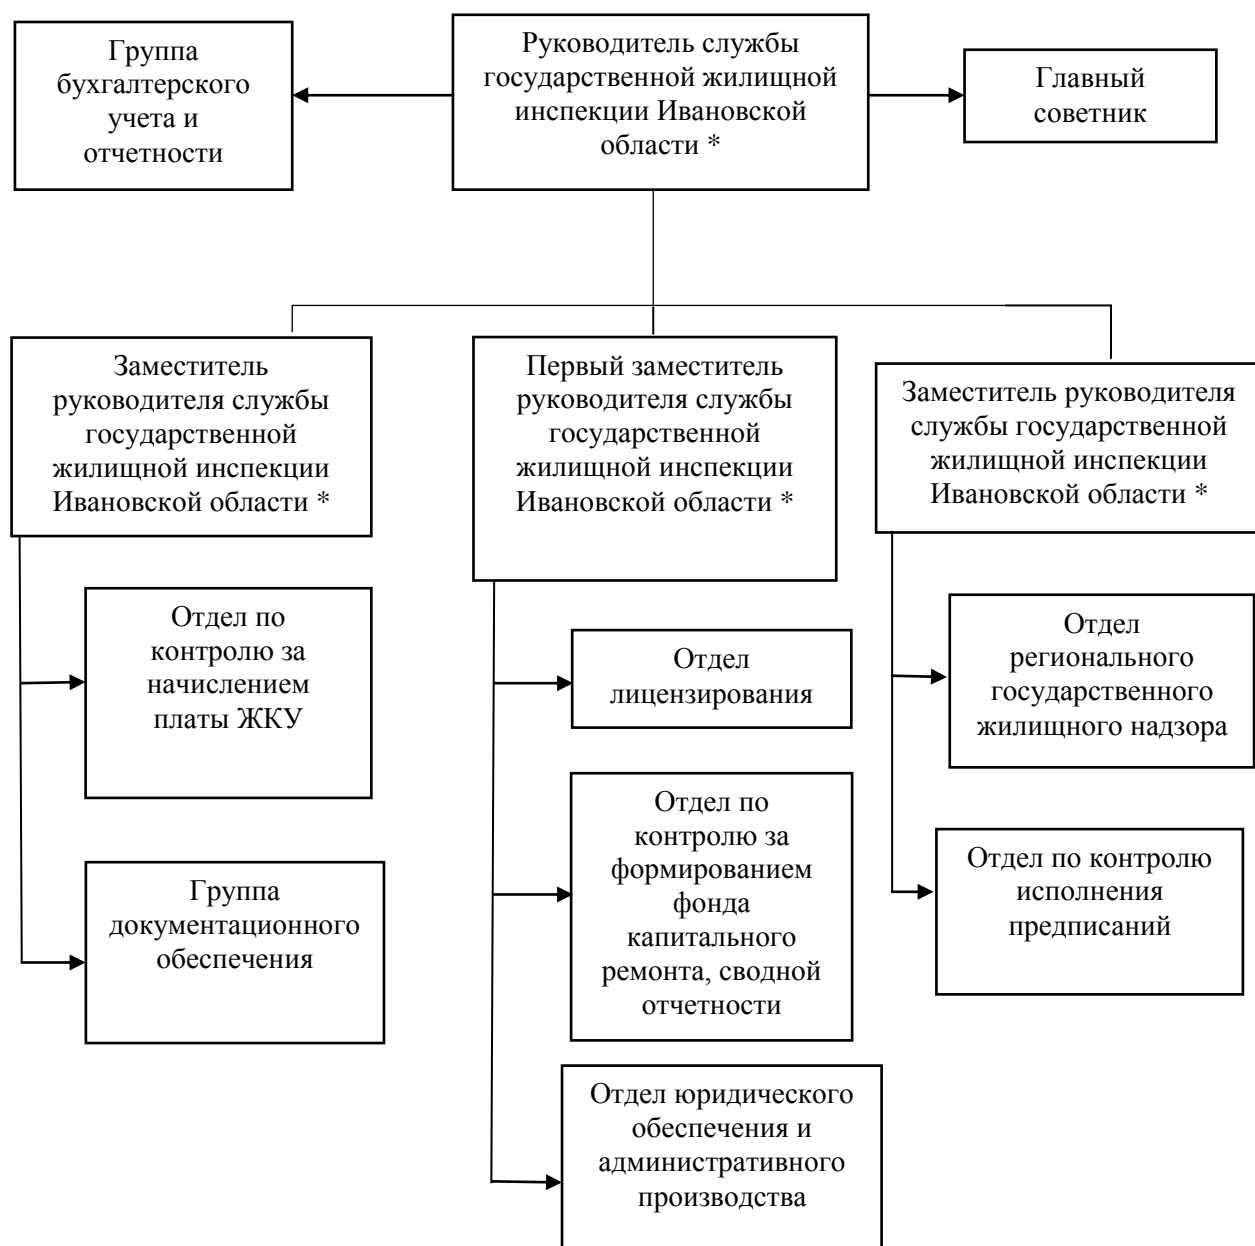 Группа
бухгалтерского
учета и
отчетности
Руководитель службы
государственной жилищной
инспекции Ивановской
области *
Главный
советник
Заместитель
руководителя службы
государственной
жилищной инспекции
Ивановской области *
Первый заместитель
руководителя службы
государственной
жилищной инспекции
Ивановской области *
Заместитель руководителя
службы государственной
жилищной инспекции
Ивановской области *
Отдел по
контролю за
начислением
платы ЖКУ
Группа
документационного
обеспечения
Отдел
лицензирования
Отдел по
контролю за
формированием
фонда
капитального
ремонта, сводной
отчетности
Отдел юридического
обеспечения и
административного
производства
Отдел
регионального
государственного
жилищного надзора
Отдел по контролю
исполнения
предписаний